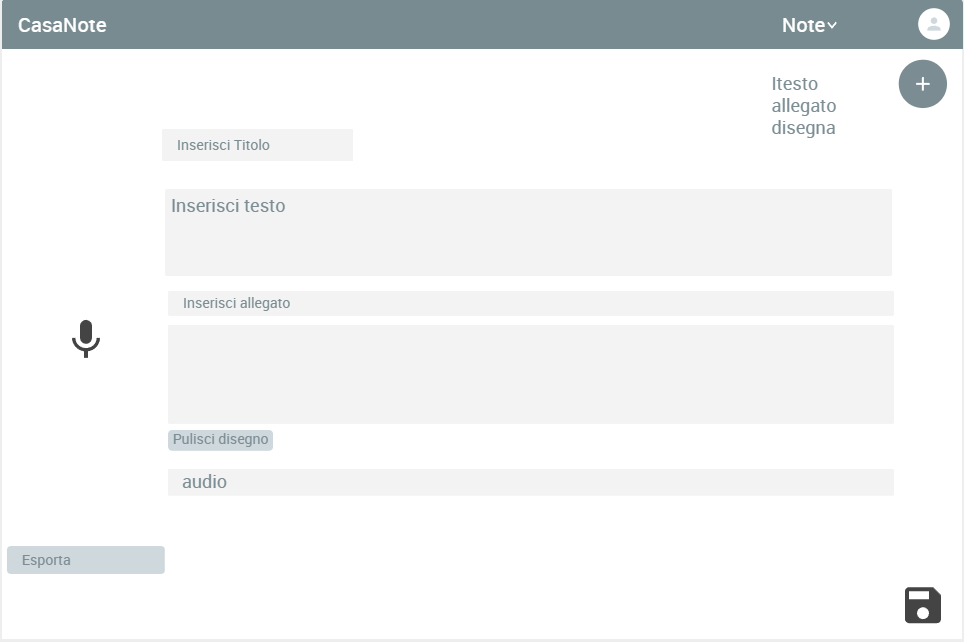 CasaNote
Note
Itesto
allegato
disegna
Inserisci Titolo
Inserisci testo
Inserisci allegato
Pulisci disegno
audio
Esporta